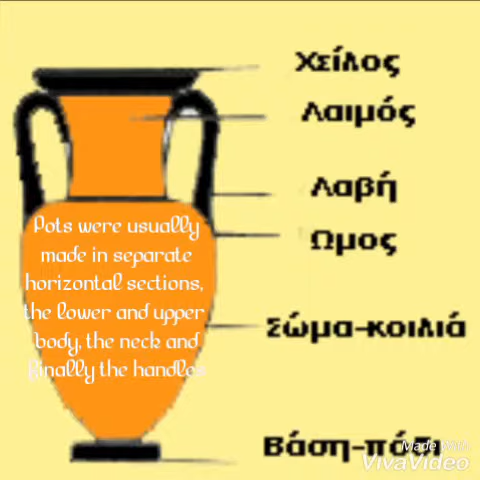 Χείλος
Λαιμός
Λαβή
Ωμος
Σώμα-κοιλιά
Βάση-πόδι
Pots were usually
made in separate
horizontal sections,
the lower and upper
body, the neck and
finally the handles
Made With
VivaVideo